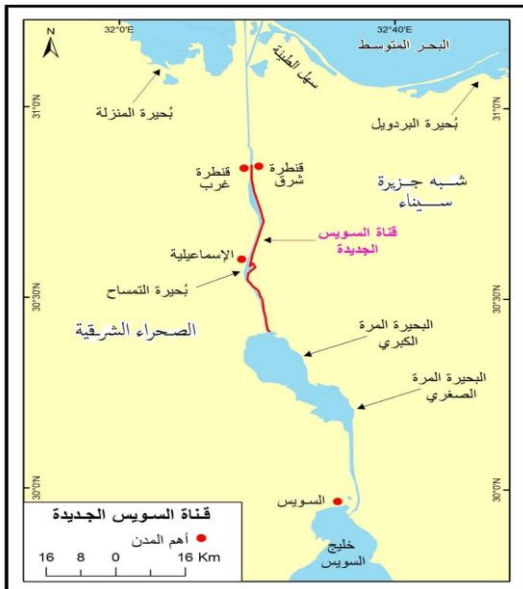 32°0'E
32°40'E
N
البحر المتوسط
سهل الطينة
31°0'N
31°0'N
بُحيرة المنزلة
بُحيرة البردويل
قنطرة
غرب
قنطرة
شرق
شبه جزيرة
سيناء
قناة السويس
الجديدة
الإسماعيلية
بُحيرة التمساح
30°30'N
30°30'N
الصحراء الشرقية
البحيرة المرة
الكبري
البحيرة المرة
الصغري
30°0'N
30°0'N
السويس
خليج
السويس
قناة السويس الجديدة
أهم المدن
16 8 0 16 Km